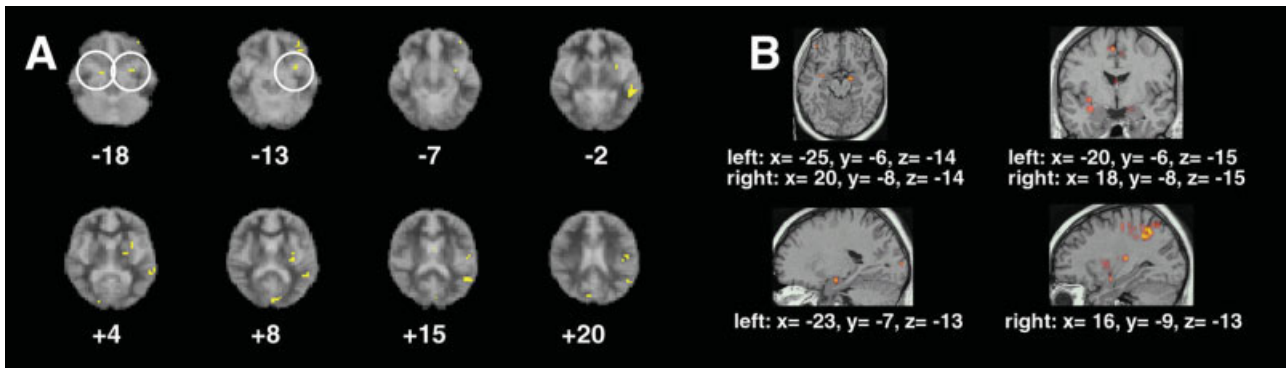 A
-18
-13
-7
-2
+4
+8
+15
+20
B
left: x= -25, y= -6, z= -14
right: x= 20, y= -8, z= -14
left: x= -20, y= -6, z= -15
right: x= 18, y= -8, z= -15
left: x= -23, y= -7, z= -13
right: x= 16, y= -9, z= -13